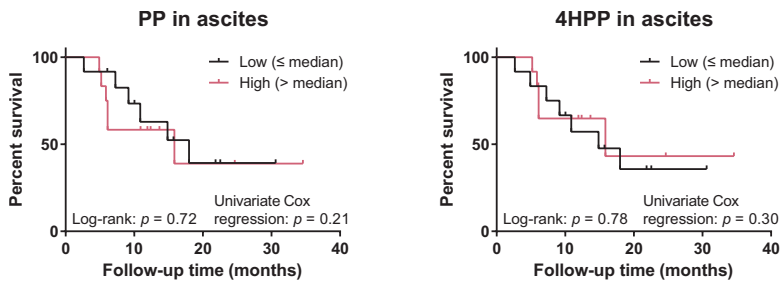 PP in ascites
100
50
0
Percent survival
Low (≤ median)
High (> median)
Log-rank: p = 0.72
Univariate Cox
regression: p = 0.21
0 10 20 30 40
Follow-up time (months)
4HPP in ascites
100
50
0
Percent survival
Low (≤ median)
High (> median)
Log-rank: p = 0.78
Univariate Cox
regression: p = 0.30
0 10 20 30 40
Follow-up time (months)